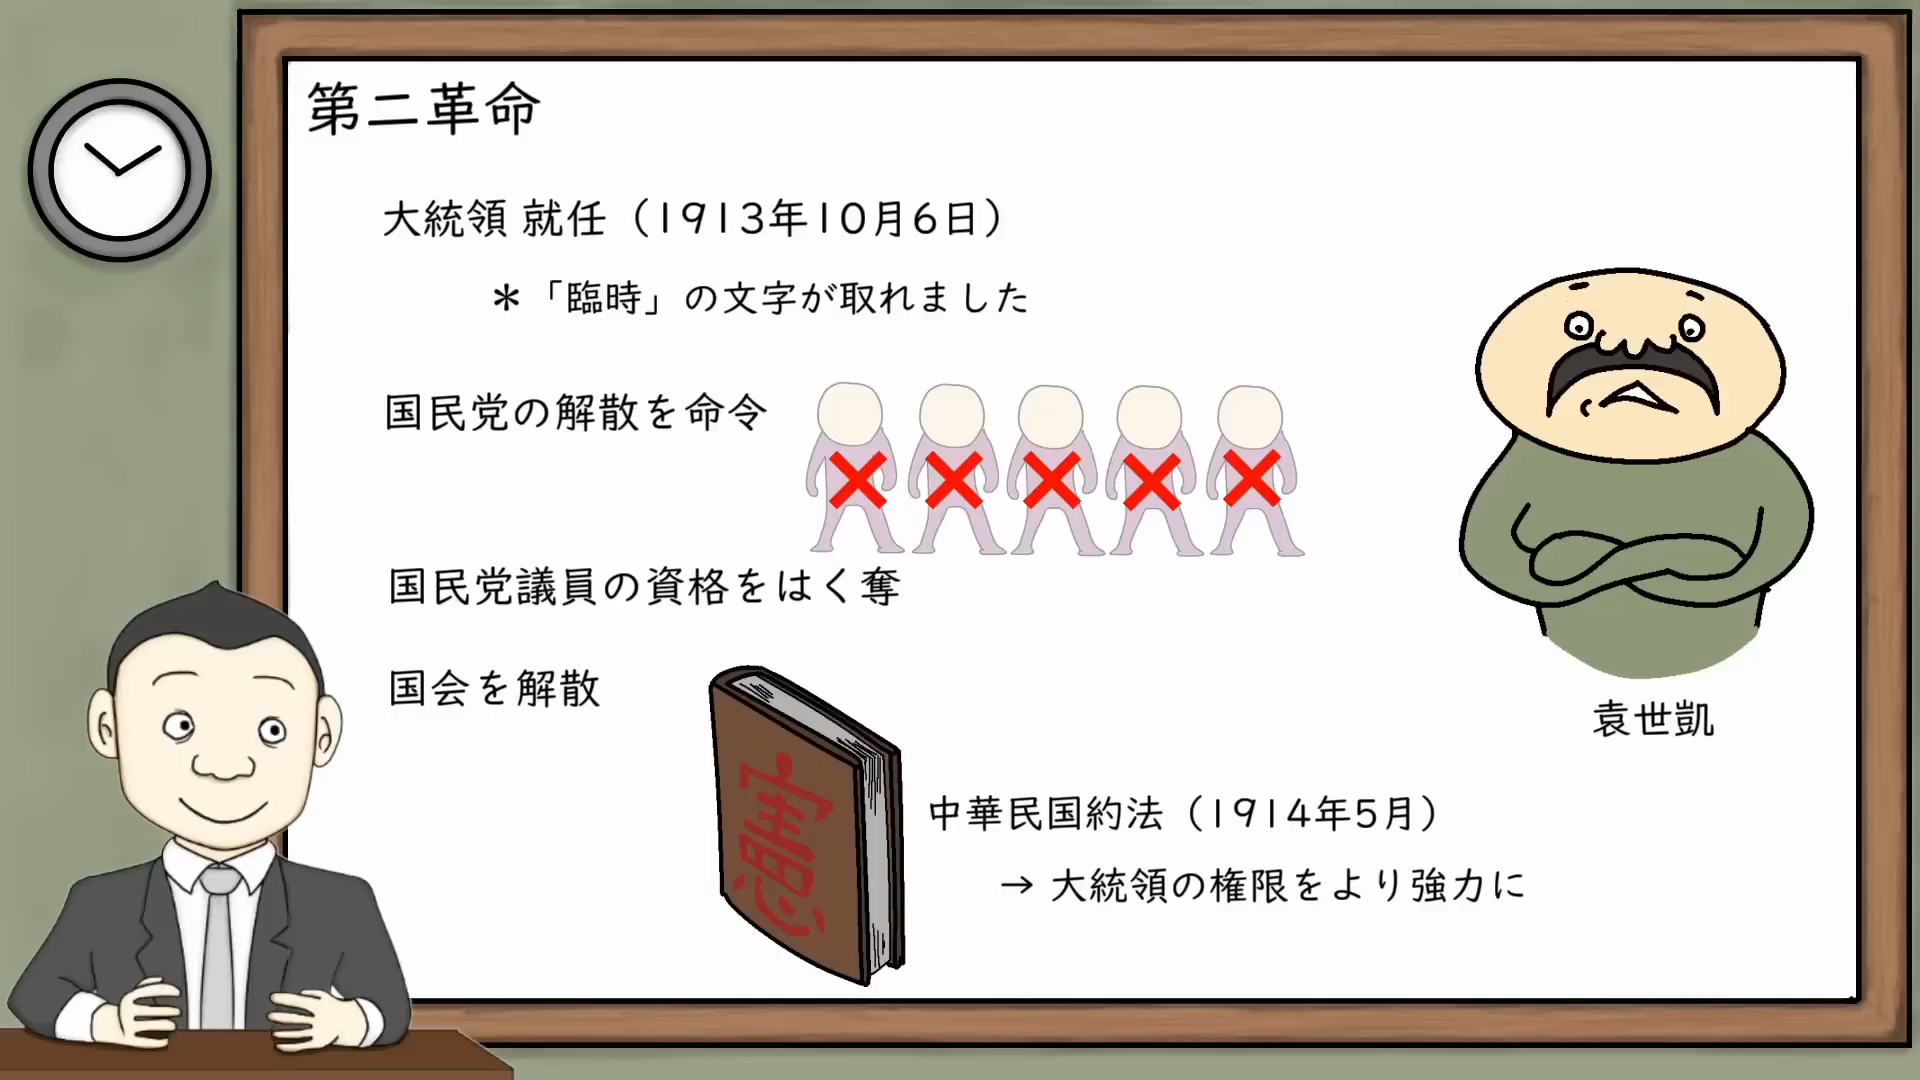 第二革命
大統領 就任（1913年10月6日）
＊「臨時」の文字が取れました
国民党の解散を命令
国民党議員の資格をはく奪
国会を解散
袁世凱
憲
中華民国約法（1914年5月）
→ 大統領の権限をより強力に